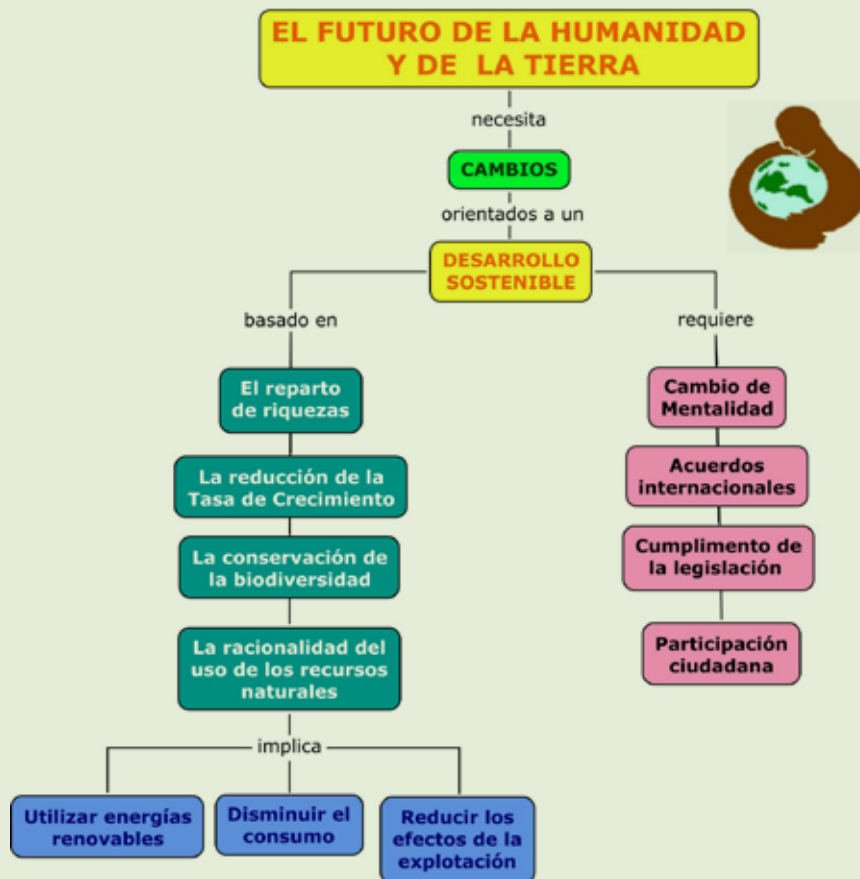 EL FUTURO DE LA HUMANIDAD
Y DE LA TIERRA
necesita
CAMBIOS
orientados a un
DESARROLLO
SOSTENIBLE
basado en
El reparto
de riquezas
La reducción de la
Tasa de Crecimiento
La conservación de
la biodiversidad
La racionalidad del
uso de los recursos
naturales
implica
Utilizar energías
renovables
Disminuir el
consumo
Reducir los
efectos de la
explotación
requiere
Cambio de
Mentalidad
Acuerdos
internacionales
Cumplimento de
la legislación
Participación
ciudadana